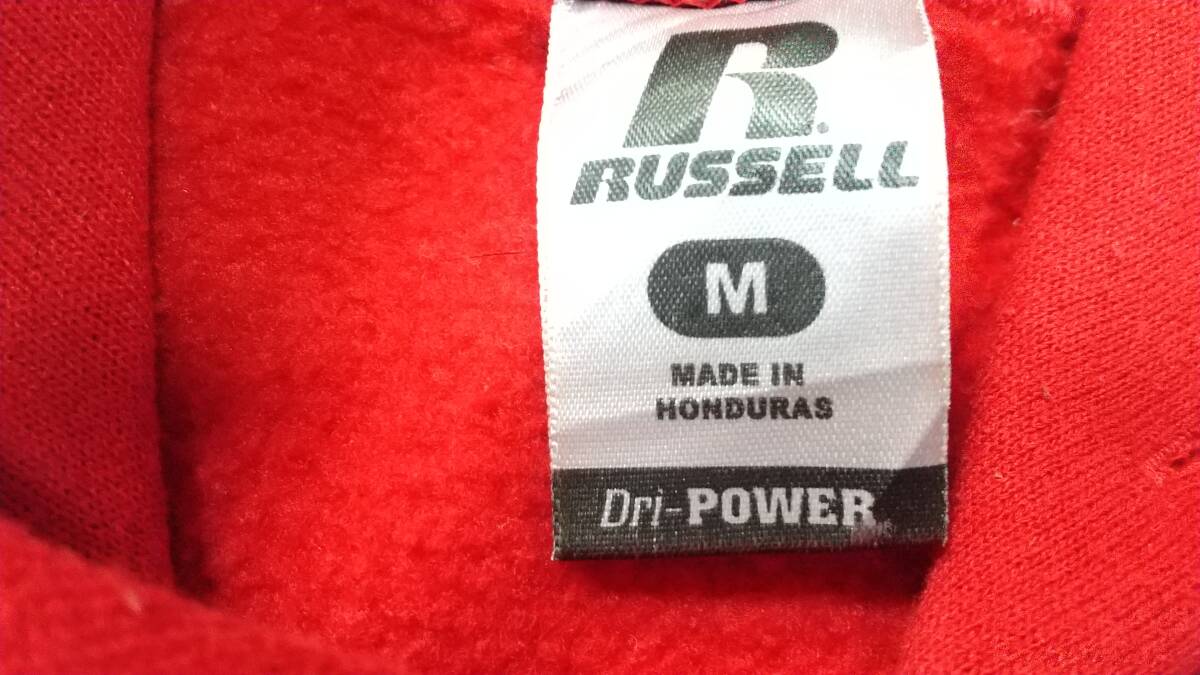 R
RUSSELL
M
MADE IN
HONDURAS
Dri-POWER